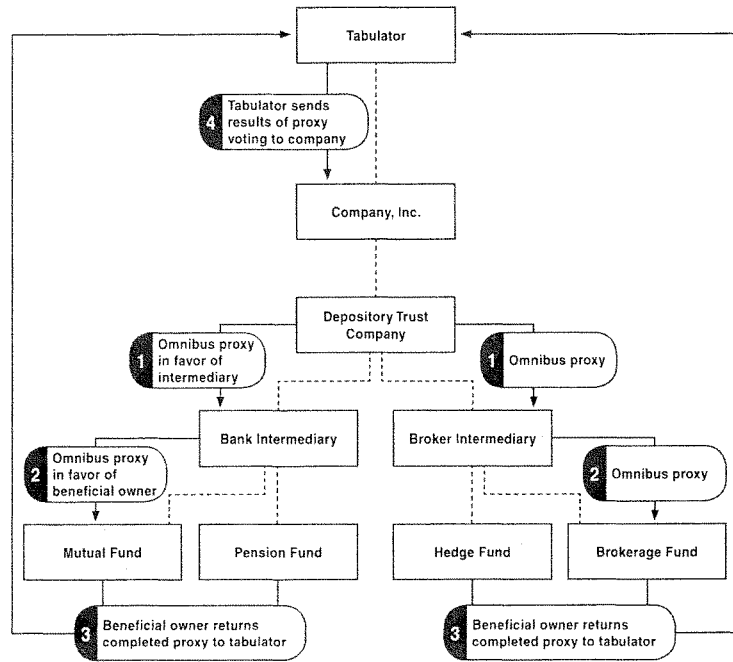 Tabulator
4
Tabulator sends
results of proxy
voting to company
Company, Inc.
Depository Trust
Company
1
Omnibus proxy
in favor of
intermediary
1
Omnibus proxy
Bank Intermediary
Broker Intermediary
2
Omnibus proxy
in favor of
beneficial owner
2
Omnibus proxy
Mutual Fund
Pension Fund
Hedge Fund
Brokerage Fund
3
Beneficial owner returns
completed proxy to tabulator
3
Beneficial owner returns
completed proxy to tabulator